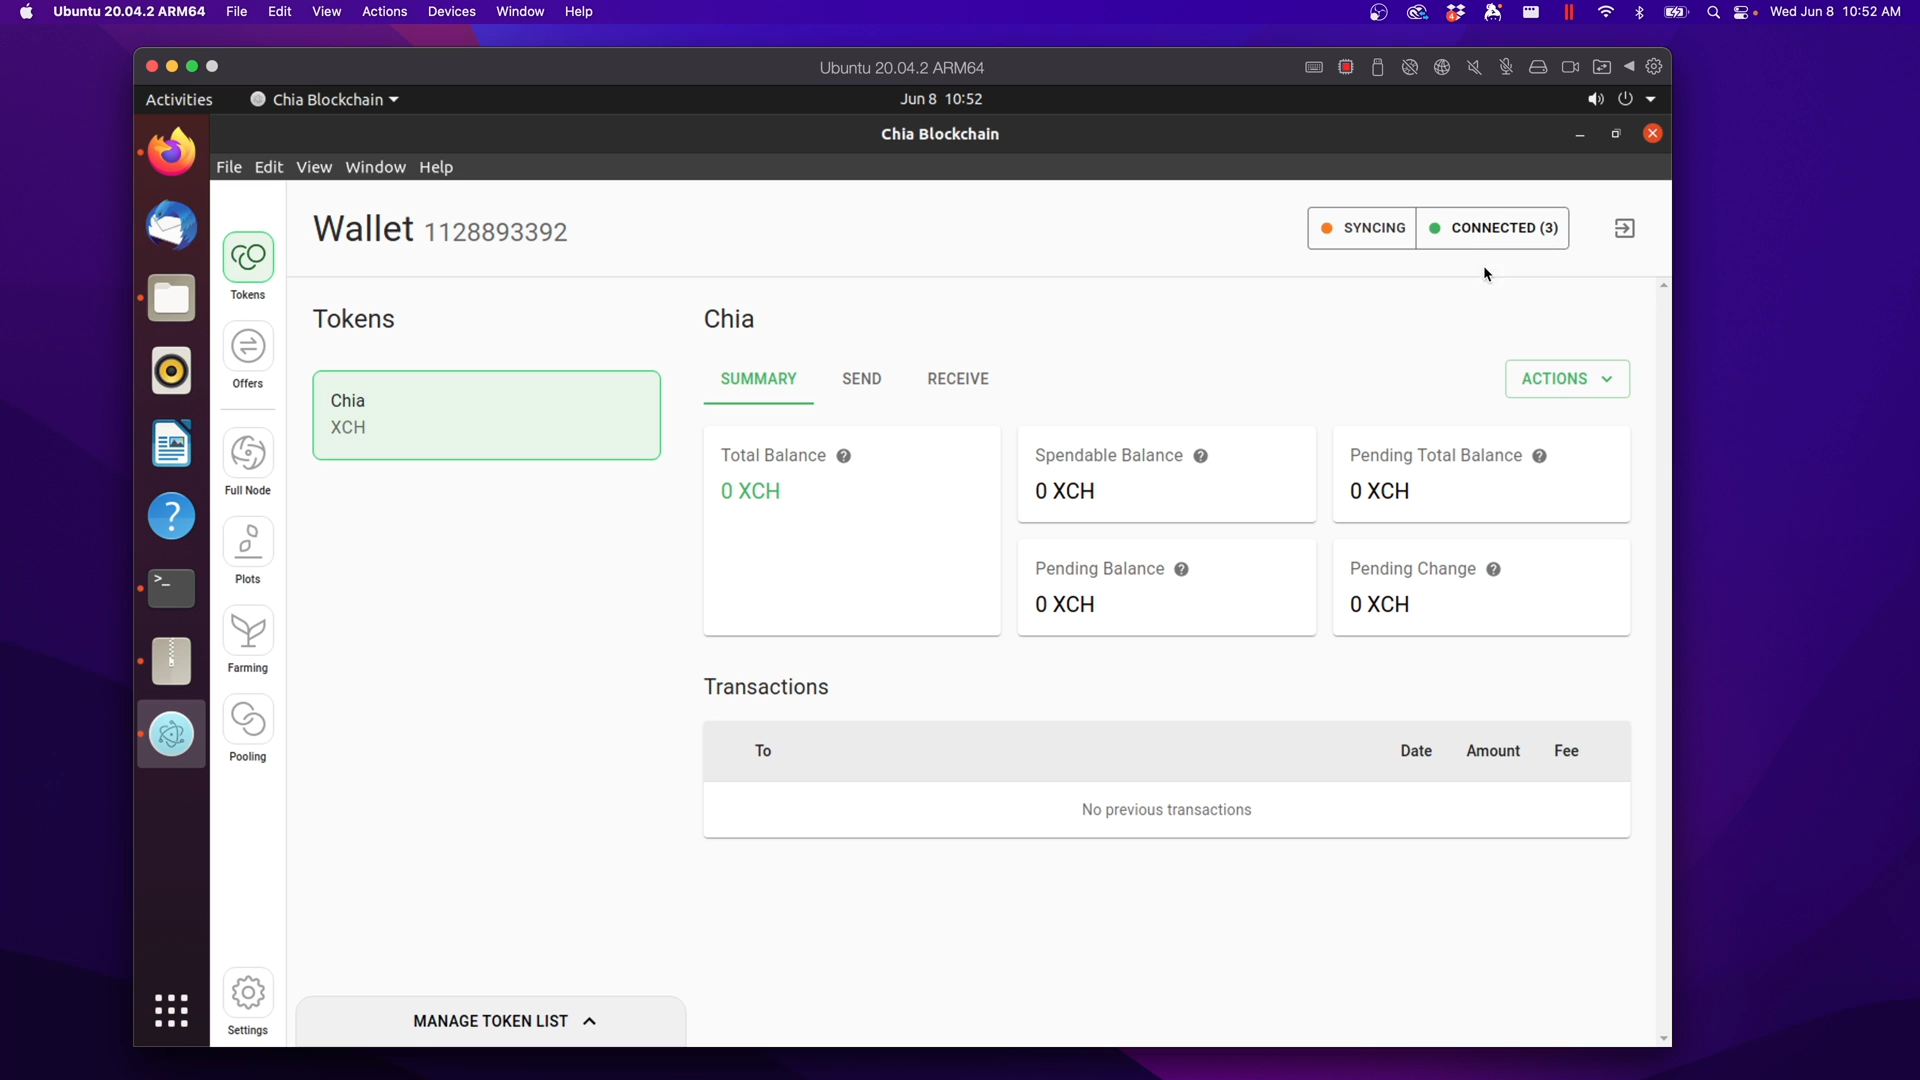 Ubuntu 20.04.2 ARM64 File Edit View Actions Devices Window Help Wed Jun 8 10:52 AM
Ubuntu 20.04.2 ARM64
Activities Chia Blockchain Jun 8 10:52
Chia Blockchain
File Edit View Window Help
Wallet 1128893392
SYNCING CONNECTED (3)
Tokens
Offers
Full Node
Plots
Farming
Pooling
Settings
Tokens
Chia
XCH
MANAGE TOKEN LIST
Chia
SUMMARY SEND RECEIVE ACTIONS
Total Balance ?
0 XCH
Spendable Balance ?
0 XCH
Pending Total Balance ?
0 XCH
Pending Balance ?
0 XCH
Pending Change ?
0 XCH
Transactions
To Date Amount Fee
No previous transactions